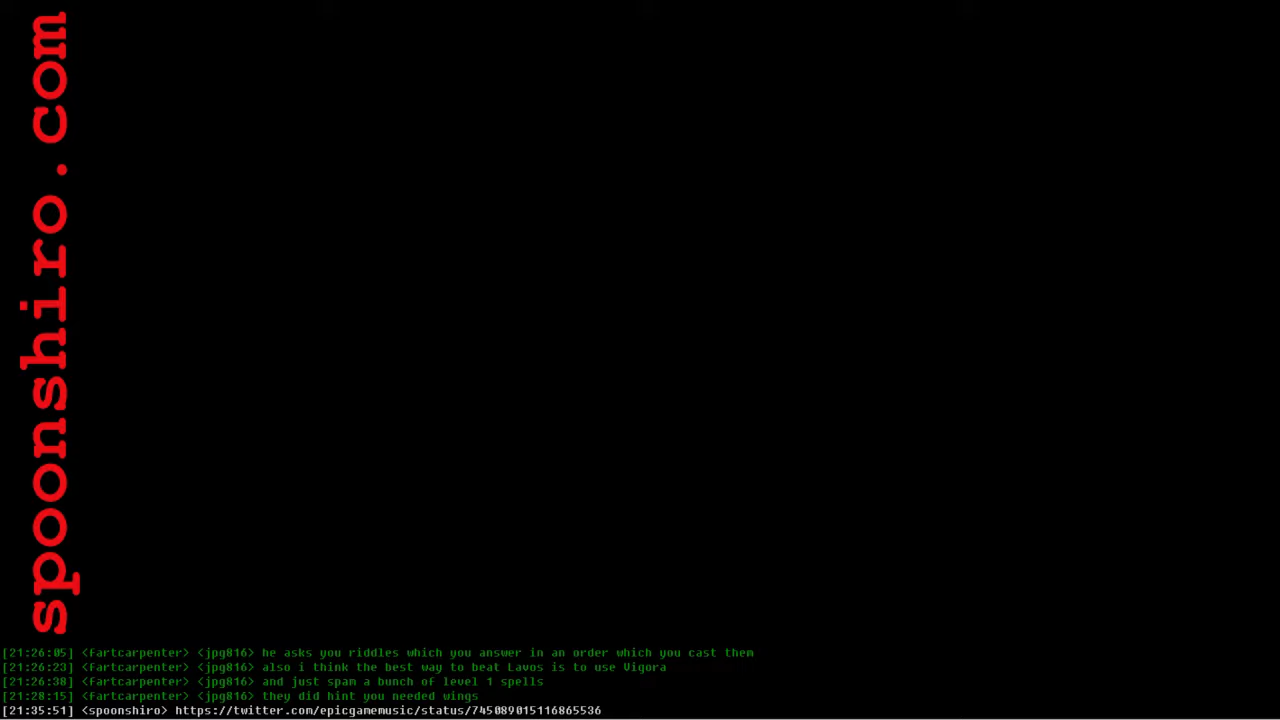 spoonshiro.com
[21:26:05] <fartcarpenter> <jpg816> he asks you riddles which you answer in an order which you cast them
[21:26:23] <fartcarpenter> <jpg816> also i think the best way to beat Lavos is to use Vigora
[21:26:38] <fartcarpenter> <jpg816> and just spam a bunch of level 1 spells
[21:28:15] <fartcarpenter> <jpg816> they did hint you needed wings
[21:35:51] <spoonshiro> https://twitter.com/epicgamemusic/status/745089015116865536